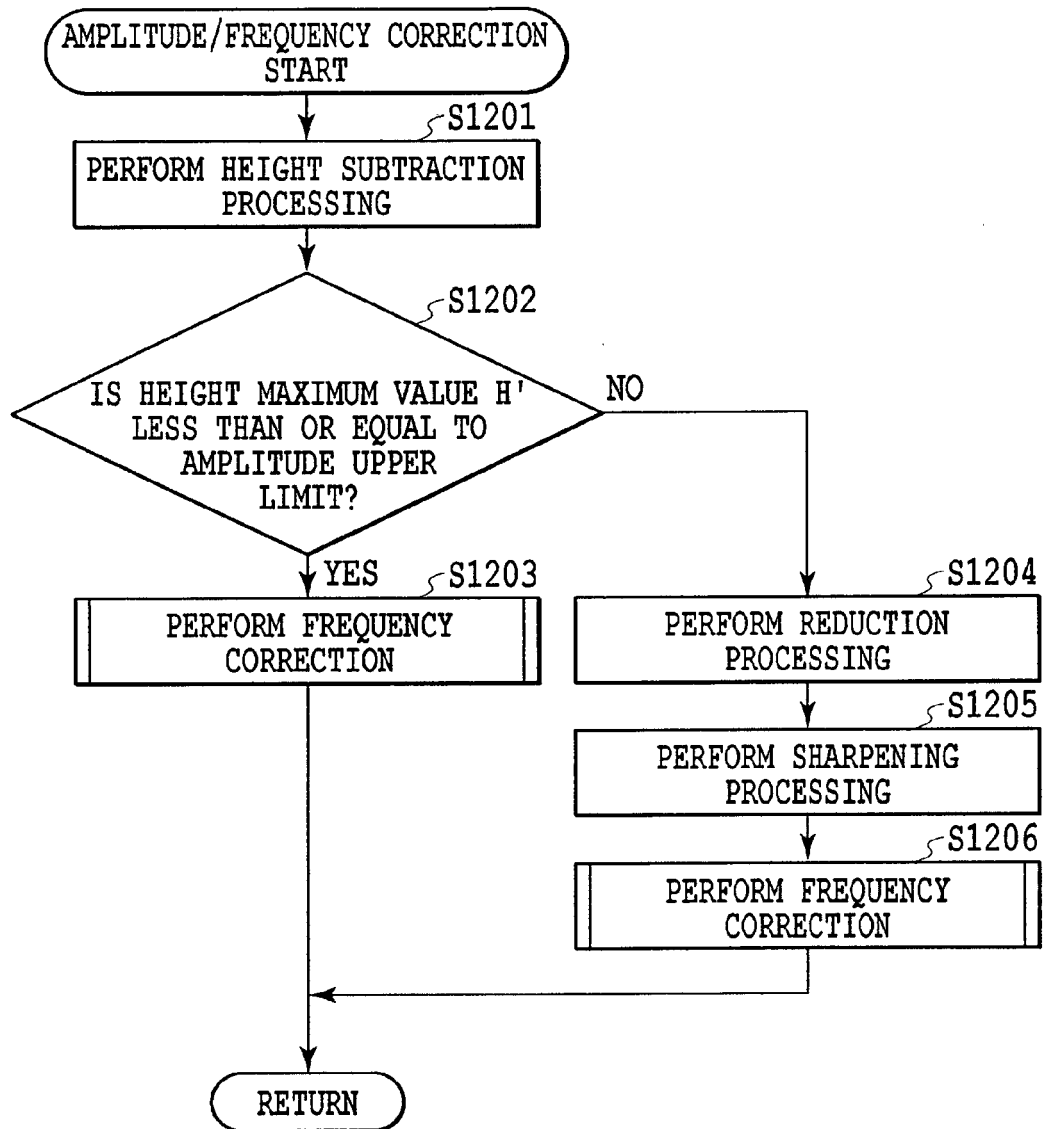 AMPLITUDE/FREQUENCY CORRECTION
START
S1201
PERFORM HEIGHT SUBTRACTION
PROCESSING
S1202
IS HEIGHT MAXIMUM VALUE H'
LESS THAN OR EQUAL TO
AMPLITUDE UPPER
LIMIT?
NO
YES
S1203
PERFORM FREQUENCY
CORRECTION
S1204
PERFORM REDUCTION
PROCESSING
S1205
PERFORM SHARPENING
PROCESSING
S1206
PERFORM FREQUENCY
CORRECTION
RETURN